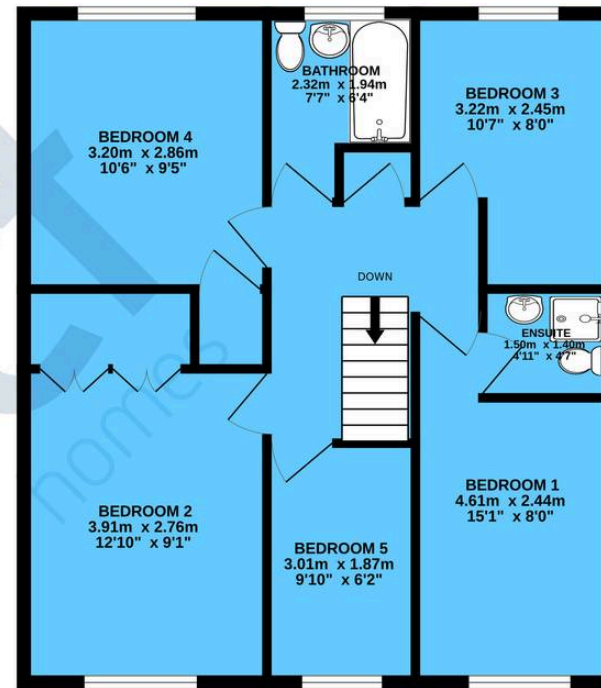 BATHROOM
2.32m x 1.94m
7'7" x 6'4"
BEDROOM 3
3.22m x 2.45m
10'7" x 8'0"
BEDROOM 4
3.20m x 2.86m
10'6" x 9'5"
DOWN
ENSUITE
1.50m x 1.40m
4'11" x 4'7"
BEDROOM 1
4.61m x 2.44m
15'1" x 8'0"
BEDROOM 2
3.91m x 2.76m
12'10" x 9'1"
BEDROOM 5
3.01m x 1.87m
9'10" x 6'2"
homes